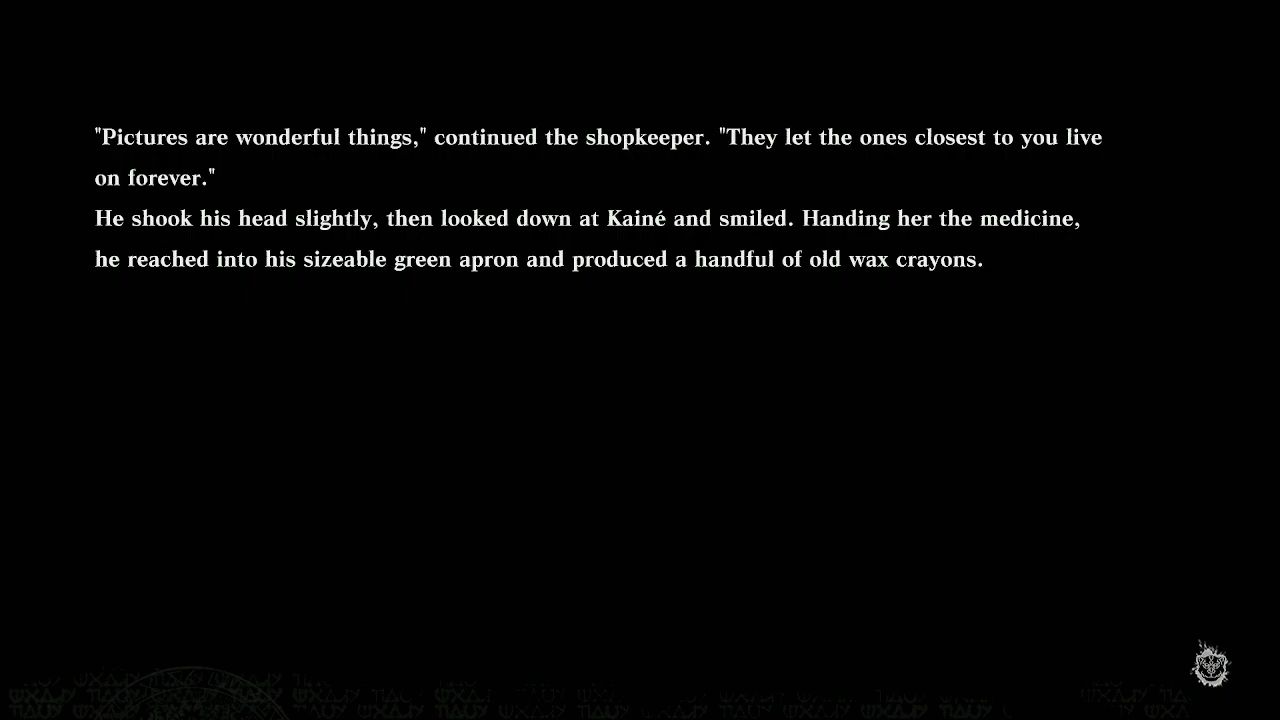 "Pictures are wonderful things," continued the shopkeeper. "They let the ones closest to you live
on forever."
He shook his head slightly, then looked down at Kainé and smiled. Handing her the medicine,
he reached into his sizeable green apron and produced a handful of old wax crayons.